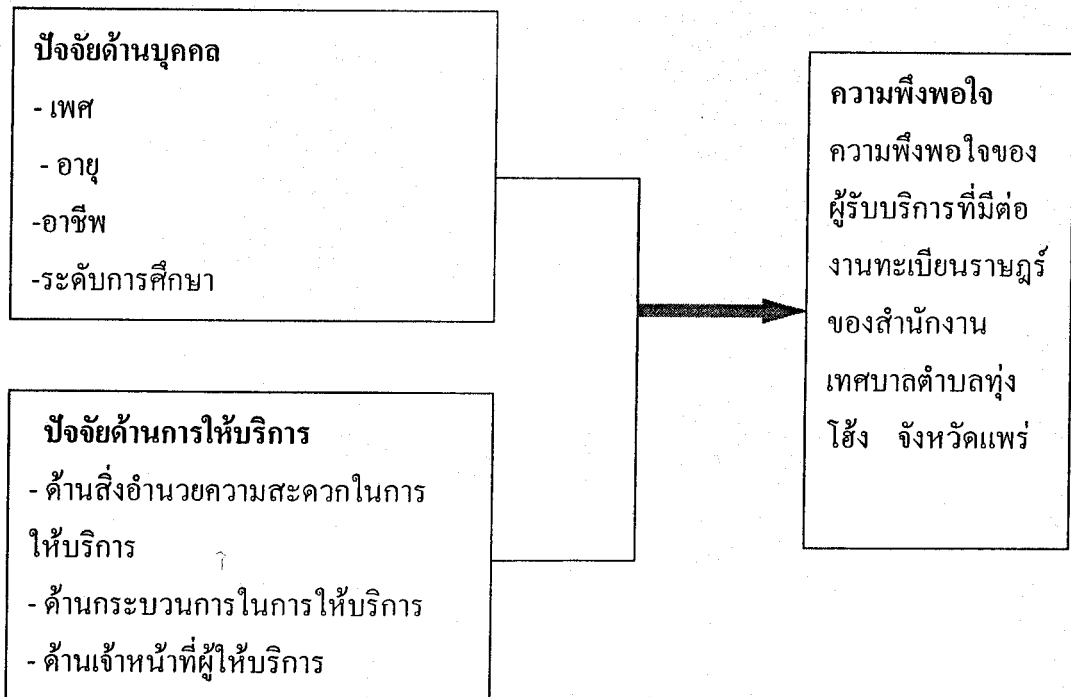 ปัจจัยด้านบุคคล
- เพศ
- อายุ
-อาชีพ
-ระดับการศึกษา
ปัจจัยด้านการให้บริการ
- ด้านสิ่งอำนวยความสะดวกในการ
ให้บริการ
- ด้านกระบวนการในการให้บริการ
- ด้านเจ้าหน้าที่ผู้ให้บริการ
ความพึงพอใจ
ความพึงพอใจของ
ผู้รับบริการที่มีต่อ
งานทะเบียนราษฎร์
ของสำนักงาน
เทศบาลตำบลทุ่ง
โฮ้ง จังหวัดแพร่